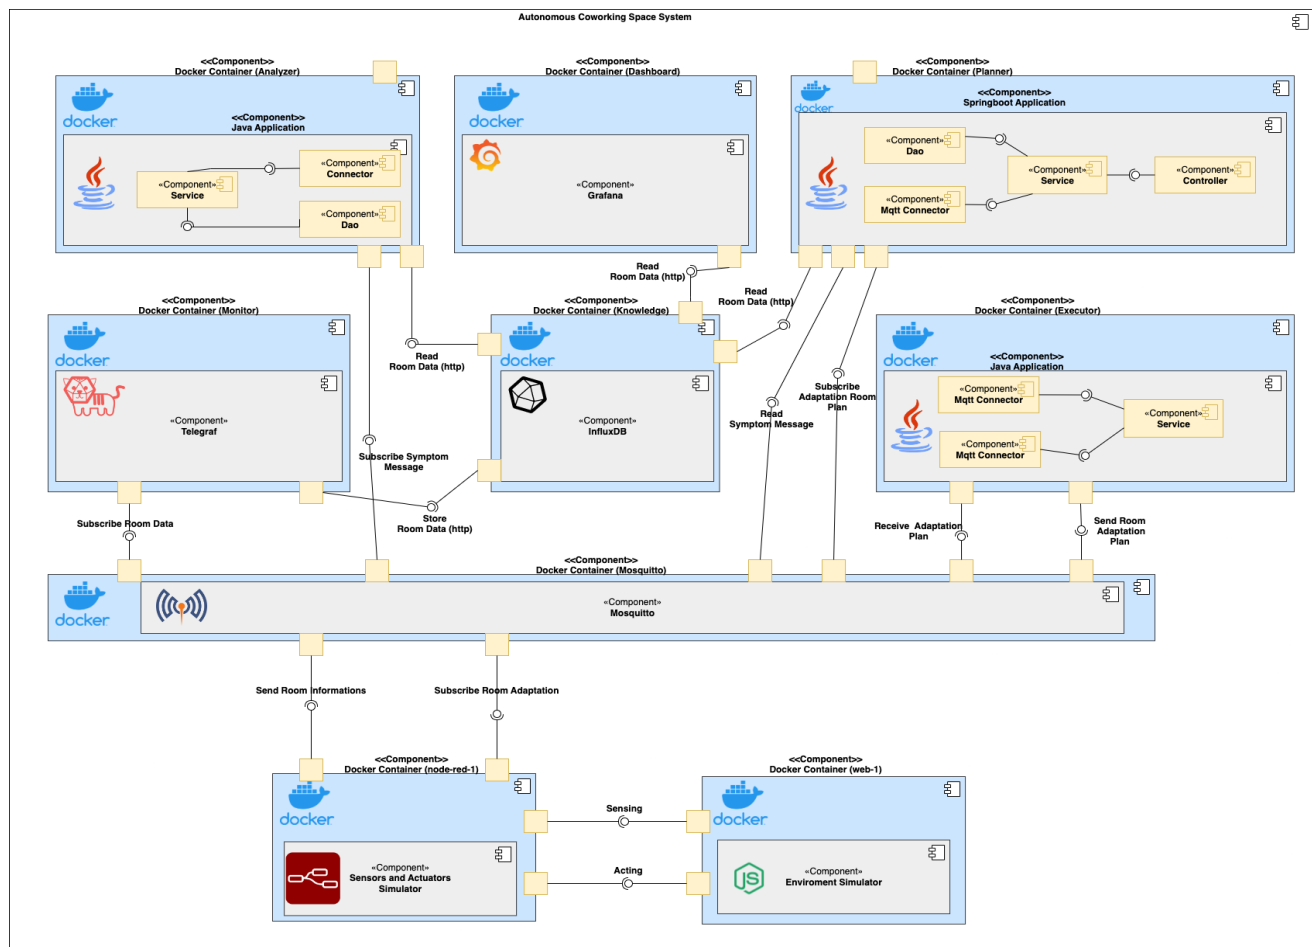 Autonomous Coworking Space System
<<Component>>
Docker Container (Analyzer)
docker
<<Component>>
Java Application
«Component»
Service
«Component»
Connector
«Component»
Dao
<<Component>>
Docker Container (Dashboard)
docker
«Component»
Grafana
<<Component>>
Docker Container (Planner)
docker
<<Component>>
Springboot Application
«Component»
Dao
«Component»
Mqtt Connector
«Component»
Service
«Component»
Controller
Read
Room Data (http)
Read
Room Data (http)
Read
Room Data (http)
<<Component>>
Docker Container (Monitor)
docker
«Component»
Telegraf
<<Component>>
Docker Container (Knowledge)
docker
«Component»
InfluxDB
<<Component>>
Docker Container (Executor)
docker
<<Component>>
Java Application
«Component»
Mqtt Connector
«Component»
Mqtt Connector
«Component»
Service
Subscribe
Adaptation Room
Plan
Read
Symptom Message
Subscribe Symptom
Message
Store
Room Data (http)
Subscribe Room Data
Receive Adaptation
Plan
Send Room
Adaptation
Plan
<<Component>>
Docker Container (Mosquitto)
docker
«Component»
Mosquitto
Send Room Informations
Subscribe Room Adaptation
<<Component>>
Docker Container (node-red-1)
docker
«Component»
Sensors and Actuators
Simulator
Sensing
Acting
<<Component>>
Docker Container (web-1)
docker
JS
«Component»
Enviroment Simulator